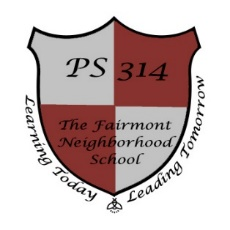 PS 314
The Fairmont
Neighborhood
School
Learning Today
Leading Tomorrow